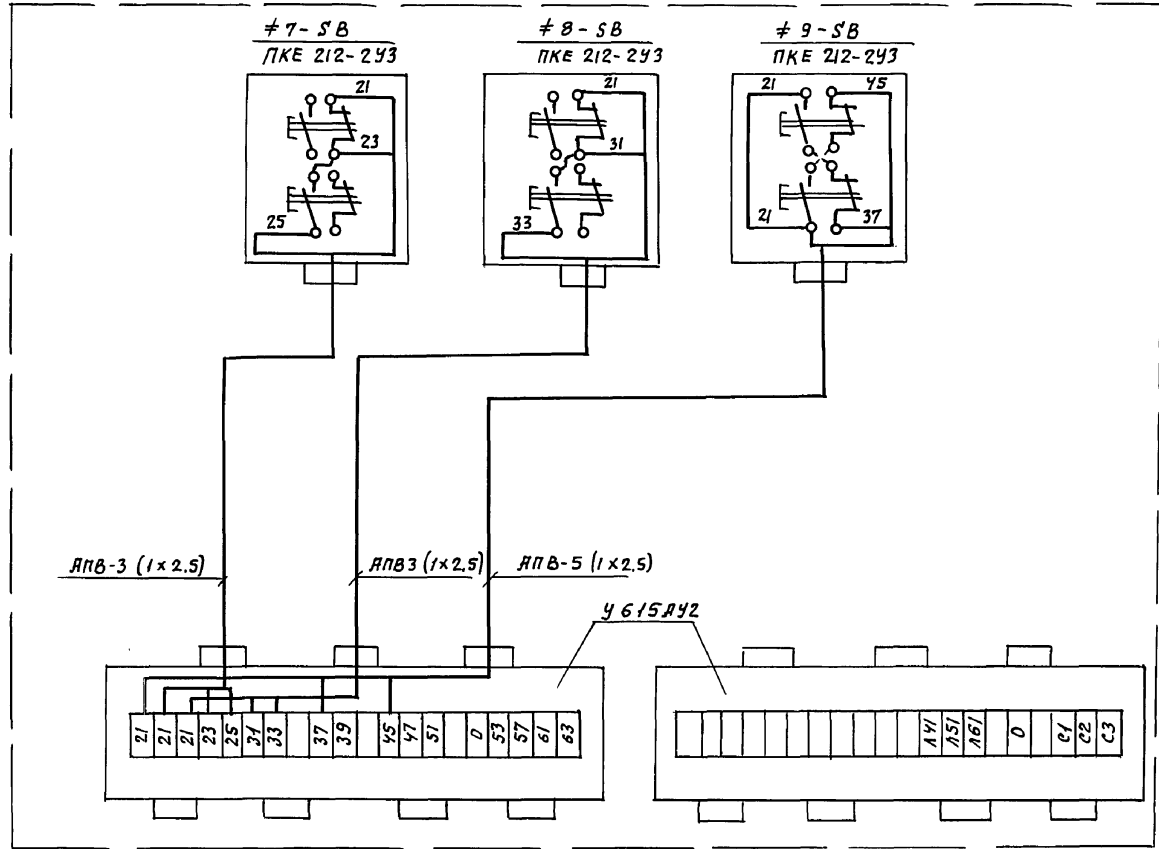 ≠ 7-SB
ПКЕ 212-2У3
≠ 8-SB
ПКЕ 212-2У3
≠ 9-SB
ПКЕ 212-2У3
21
23
25
21
31
33
21
45
21
37
АПВ-3 (1×2,5)
АПВ3 (1×2,5)
АПВ-5 (1×2,5)
У615АУ2
21 21 21 23 25 31 33 37 39 45 47 51 0 53 57 61 63
Л41 Л51 Л61 0 С1 С2 С3